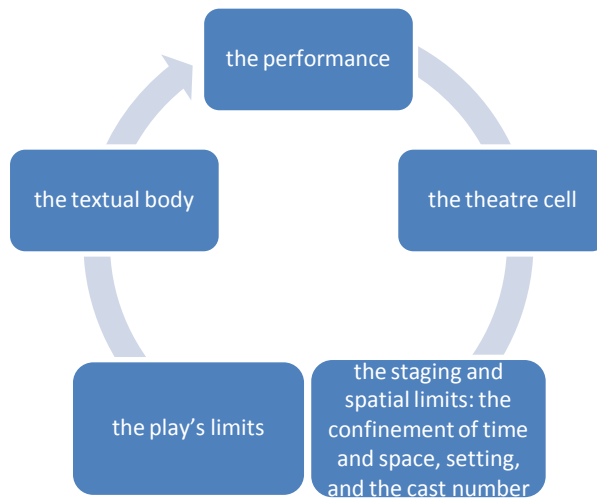 the performance
the theatre cell
the staging and
spatial limits: the
confinement of time
and space, setting,
and the cast number
the play’s limits
the textual body